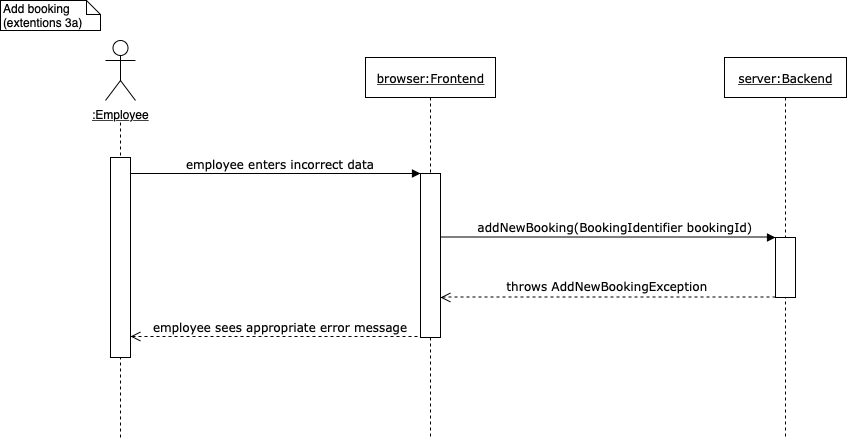 Add booking
(extentions 3a)
:Employee
browser:Frontend
server:Backend
employee enters incorrect data
addNewBooking(BookingIdentifier bookingId)
throws AddNewBookingException
employee sees appropriate error message